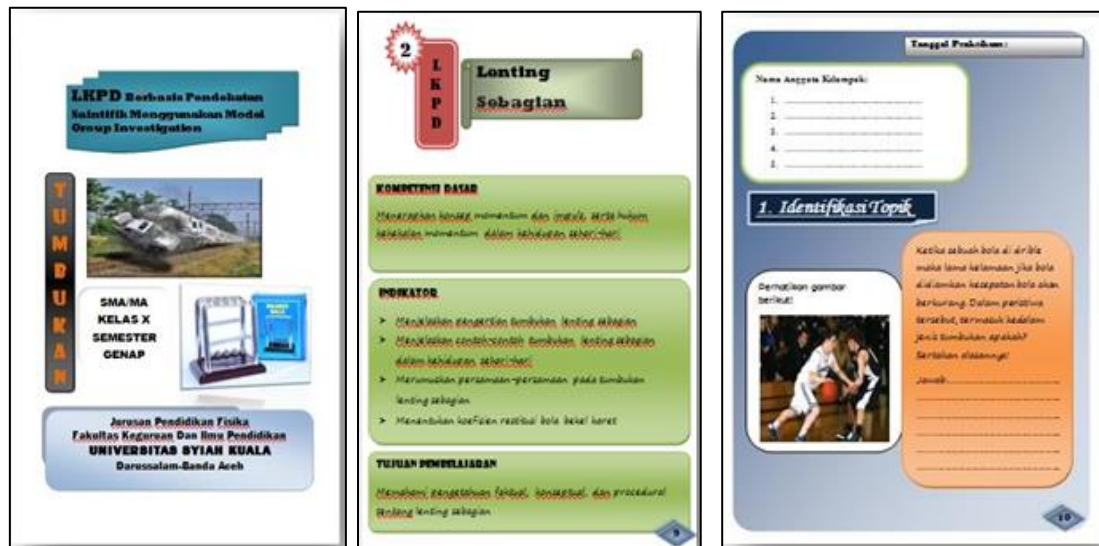 LKPD Berbasis Pendekatan
Saintifik Menggunakan Model
Group Investigation
TUMBUKAN
SMA/MA
KELAS X
SEMESTER
GENAP
Jurusan Pendidikan Fisika
Fakultas Keguruan Dan Ilmu Pendidikan
UNIVERSITAS SYIAH KUALA
Darussalam-Banda Aceh
2
LKPD
Lenting
Sebagian
KOMPETENSI DASAR
Menerapkan konsep momentum dan impuls, serta hukum
kekekalan momentum dalam kehidupan sehari-hari
INDIKATOR
➤ Menjelaskan pengertian tumbukan lenting sebagian
➤ Menjelaskan contoh-contoh tumbukan lenting sebagian
dalam kehidupan sehari-hari
➤ Merumuskan persamaan-persamaan pada tumbukan
lenting sebagian
➤ Menentukan koefisien restitusi bola bekel karet
TUJUAN PEMBELAJARAN
Memahami pengetahuan faktual, konseptual, dan procedural
tentang lenting sebagian
9
Tanggal Praktikum:
Nama Anggota Kelompok:
1.
2.
3.
4.
5.
1. Identifikasi Topik
Perhatikan gambar
berikut!
Ketika sebuah bola di drible
maka lama kelamaan jika bola
didiamkan kecepatan bola akan
berkurang. Dalam peristiwa
tersebut, termasuk kedalam
jenis tumbukan apakah?
Sertakan alasannya!
Jawab:
10